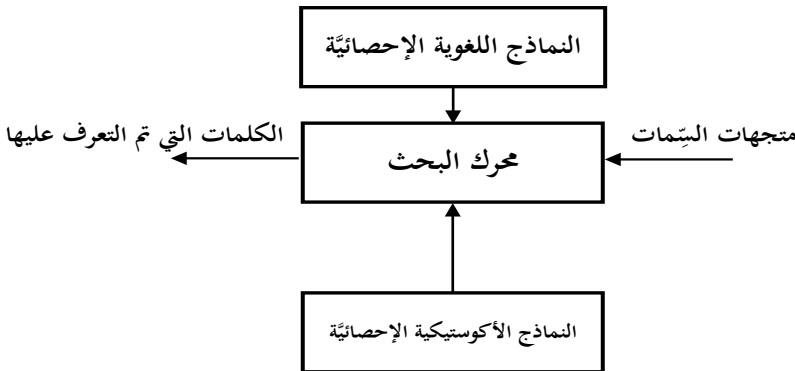 النماذج اللغوية الإحصائيَّة
متجهات السِّمات
محرك البحث
الكلمات التي تم التعرف عليها
النماذج الأكوستيكية الإحصائيَّة